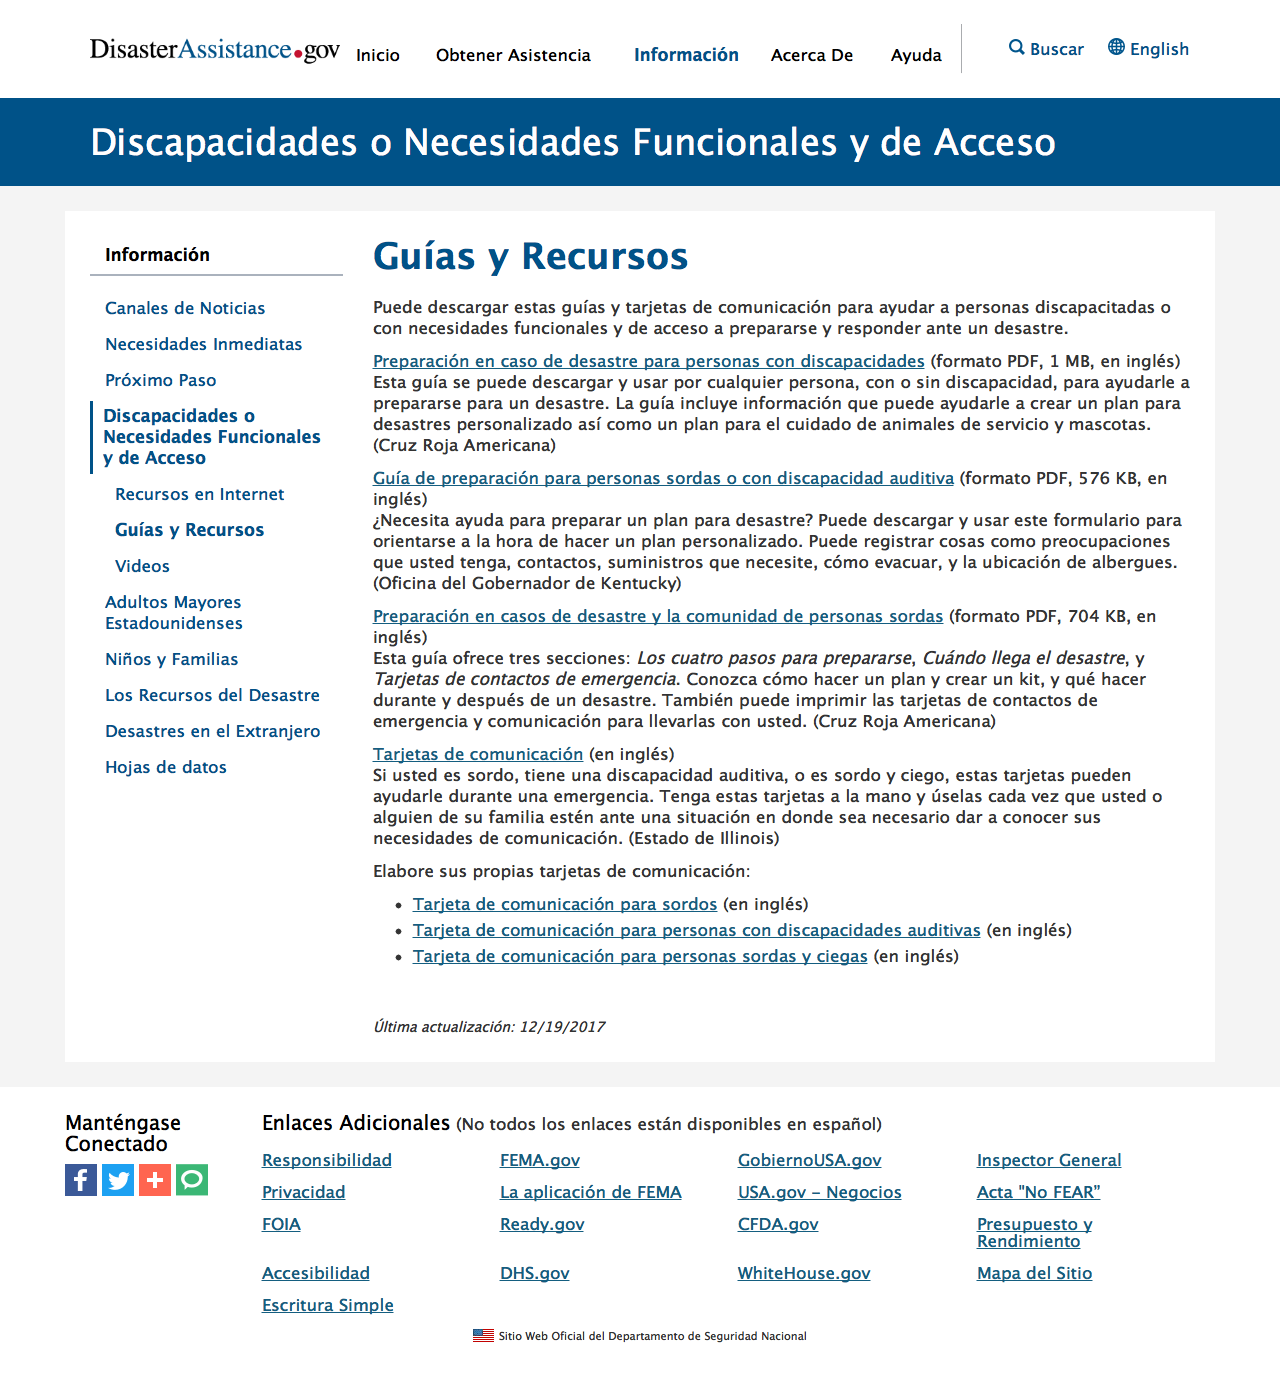 DisasterAssistance.gov
Inicio
Obtener Asistencia
Información
Acerca De
Ayuda
Buscar
English
Discapacidades o Necesidades Funcionales y de Acceso
Información
Canales de Noticias
Necesidades Inmediatas
Próximo Paso
Discapacidades o
Necesidades Funcionales
y de Acceso
Recursos en Internet
Guías y Recursos
Videos
Adultos Mayores
Estadounidenses
Niños y Familias
Los Recursos del Desastre
Desastres en el Extranjero
Hojas de datos
Guías y Recursos
Puede descargar estas guías y tarjetas de comunicación para ayudar a personas discapacitadas o
con necesidades funcionales y de acceso a prepararse y responder ante un desastre.
Preparación en caso de desastre para personas con discapacidades (formato PDF, 1 MB, en inglés)
Esta guía se puede descargar y usar por cualquier persona, con o sin discapacidad, para ayudarle a
prepararse para un desastre. La guía incluye información que puede ayudarle a crear un plan para
desastres personalizado así como un plan para el cuidado de animales de servicio y mascotas.
(Cruz Roja Americana)
Guía de preparación para personas sordas o con discapacidad auditiva (formato PDF, 576 KB, en
inglés)
¿Necesita ayuda para preparar un plan para desastre? Puede descargar y usar este formulario para
orientarse a la hora de hacer un plan personalizado. Puede registrar cosas como preocupaciones
que usted tenga, contactos, suministros que necesite, cómo evacuar, y la ubicación de albergues.
(Oficina del Gobernador de Kentucky)
Preparación en casos de desastre y la comunidad de personas sordas (formato PDF, 704 KB, en
inglés)
Esta guía ofrece tres secciones: Los cuatro pasos para prepararse, Cuándo llega el desastre, y
Tarjetas de contactos de emergencia. Conozca cómo hacer un plan y crear un kit, y qué hacer
durante y después de un desastre. También puede imprimir las tarjetas de contactos de
emergencia y comunicación para llevarlas con usted. (Cruz Roja Americana)
Tarjetas de comunicación (en inglés)
Si usted es sordo, tiene una discapacidad auditiva, o es sordo y ciego, estas tarjetas pueden
ayudarle durante una emergencia. Tenga estas tarjetas a la mano y úselas cada vez que usted o
alguien de su familia estén ante una situación en donde sea necesario dar a conocer sus
necesidades de comunicación. (Estado de Illinois)
Elabore sus propias tarjetas de comunicación:
• Tarjeta de comunicación para sordos (en inglés)
• Tarjeta de comunicación para personas con discapacidades auditivas (en inglés)
• Tarjeta de comunicación para personas sordas y ciegas (en inglés)
Última actualización: 12/19/2017
Manténgase
Conectado
Enlaces Adicionales (No todos los enlaces están disponibles en español)
Responsibilidad
FEMA.gov
GobiernoUSA.gov
Inspector General
Privacidad
La aplicación de FEMA
USA.gov – Negocios
Acta "No FEAR”
FOIA
Ready.gov
CFDA.gov
Presupuesto y
Rendimiento
Accesibilidad
DHS.gov
WhiteHouse.gov
Mapa del Sitio
Escritura Simple
Sitio Web Oficial del Departamento de Seguridad Nacional